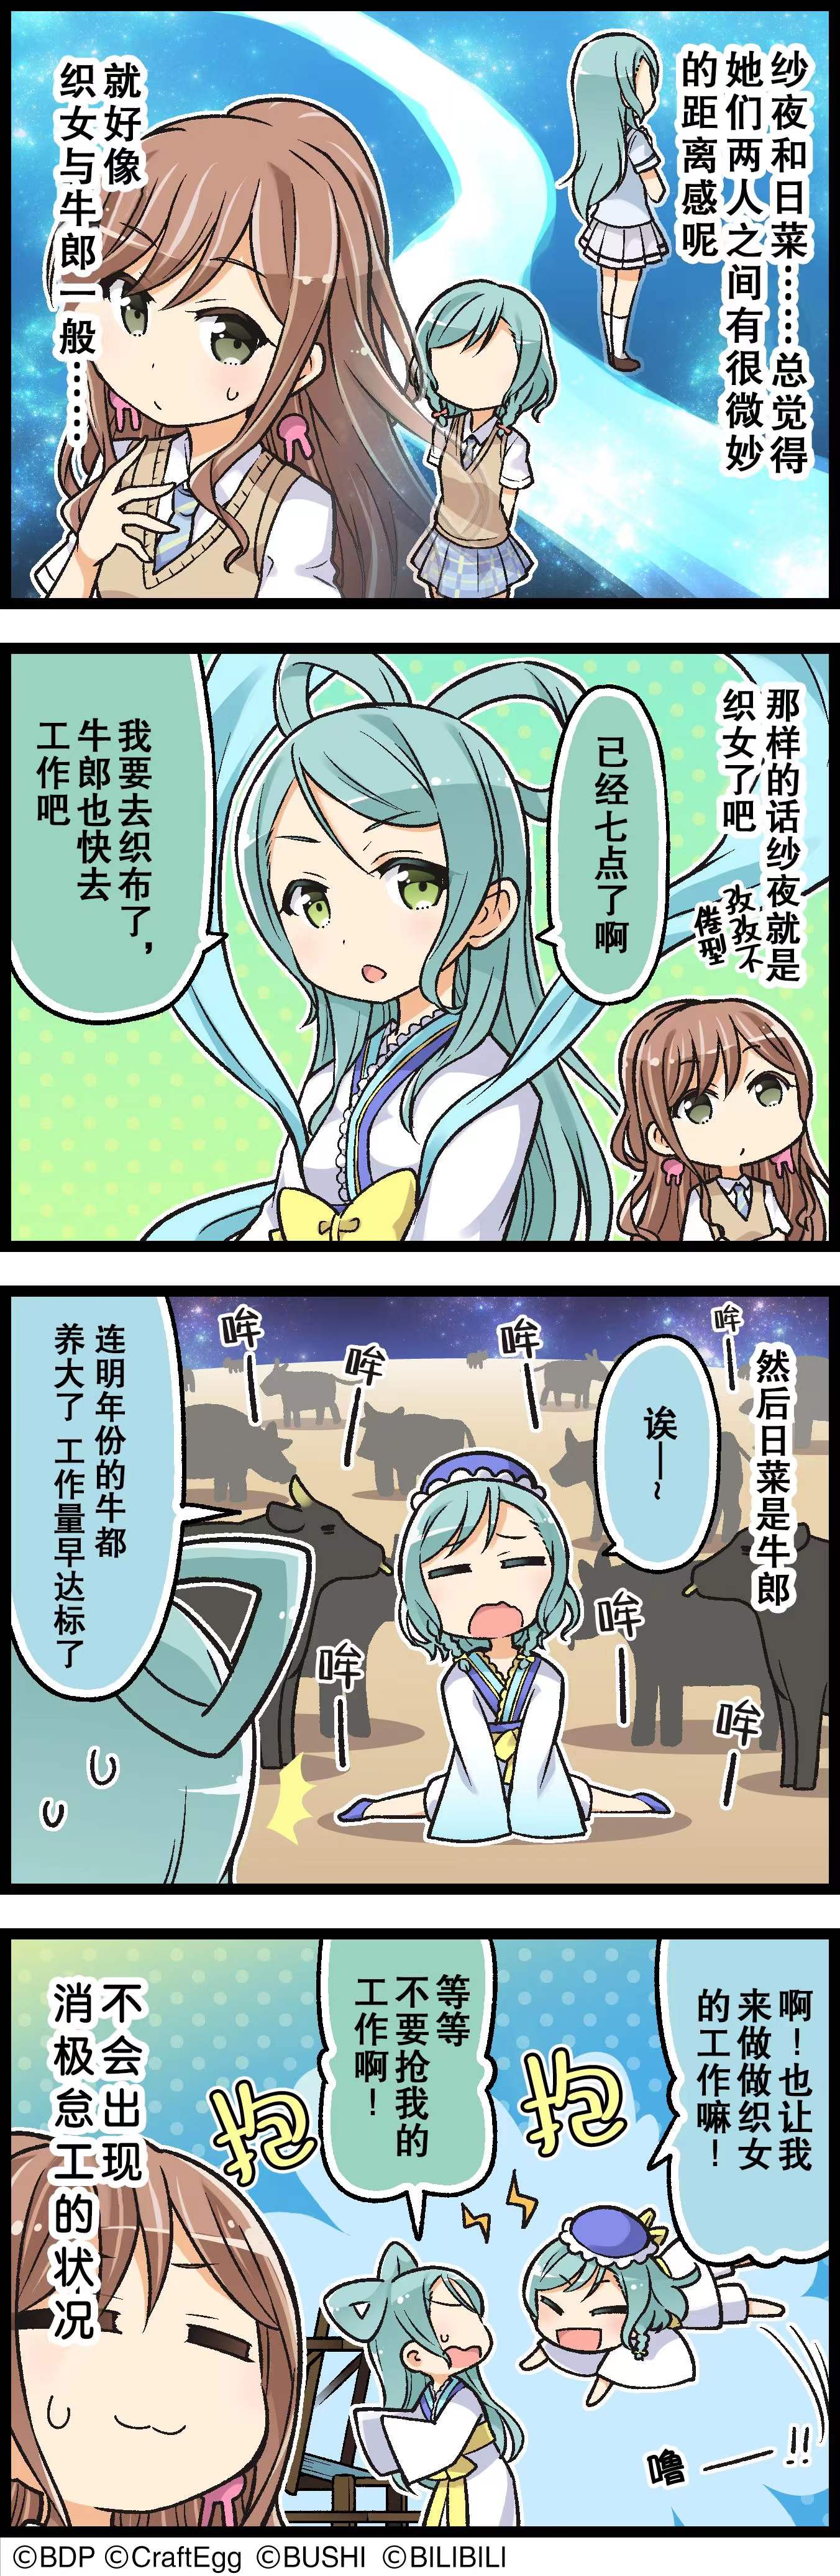 纱夜和日菜……总觉得
她们两人之间有很微妙
的距离感呢
就好像
织女与牛郎一般……
那样的话纱夜就是
织女了吧
孜孜不
倦型
已经七点了啊
我要去织布了，
牛郎也快去
工作吧
然后日菜是牛郎
诶——~
哞——
哞——
哞——
哞——
哞——
哞——
哞——
连明年份的牛都
养大了 工作量早达标了
啊！也让我
来做做织女
的工作嘛！
等等
不要抢我的
工作啊！
抱
抱
噜——!!
不会出现
消极怠工的状况
©BDP ©CraftEgg ©BUSHI ©BILIBILI